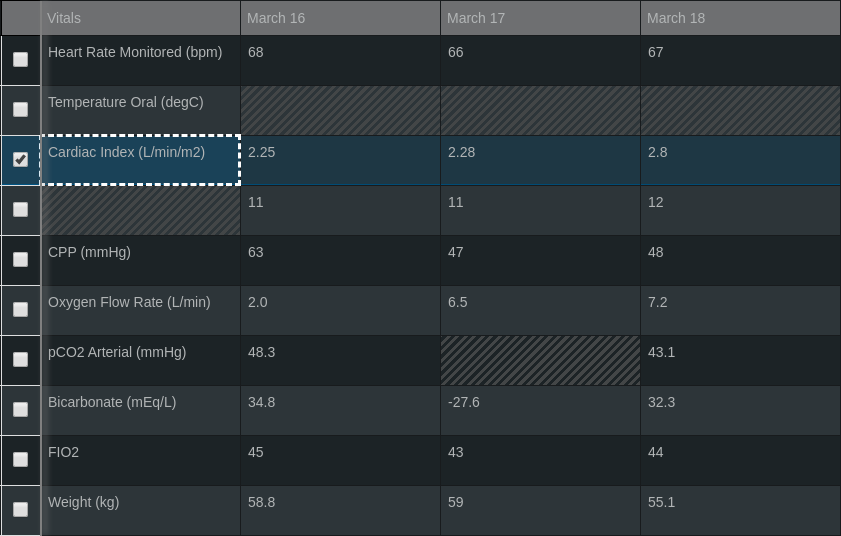 Vitals March 16 March 17 March 18
Heart Rate Monitored (bpm) 68 66 67
Temperature Oral (degC)
Cardiac Index (L/min/m2) 2.25 2.28 2.8
11 11 12
CPP (mmHg) 63 47 48
Oxygen Flow Rate (L/min) 2.0 6.5 7.2
pCO2 Arterial (mmHg) 48.3 43.1
Bicarbonate (mEq/L) 34.8 -27.6 32.3
FIO2 45 43 44
Weight (kg) 58.8 59 55.1